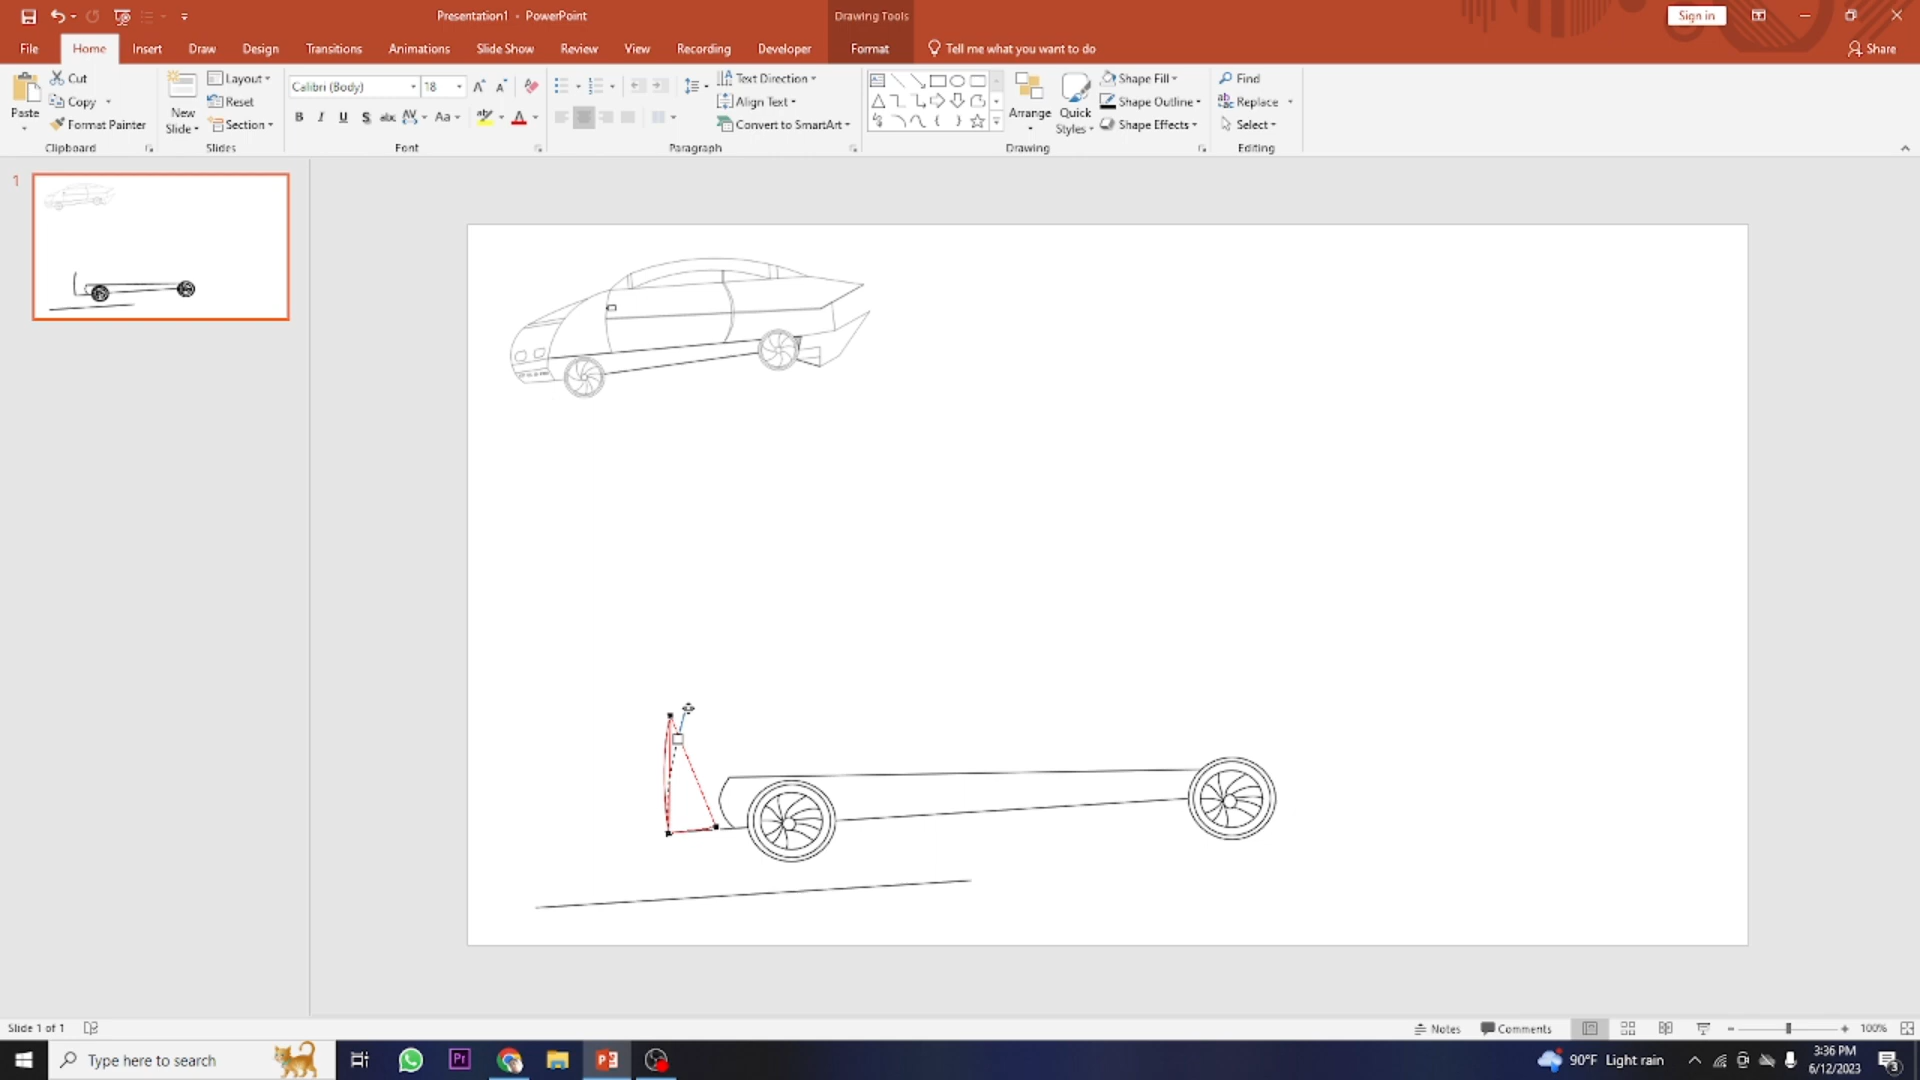 Presentation1 - PowerPoint
Drawing Tools
Sign in
File Home Insert Draw Design Transitions Animations Slide Show Review View Recording Developer Format Tell me what you want to do Share
Paste
Cut
Copy
Format Painter
Clipboard
New Slide
Layout
Reset
Section
Slides
Calibri (Body) 18
B I U S abc AV Aa A
Font
Text Direction
Align Text
Convert to SmartArt
Paragraph
Arrange
Quick Styles
Shape Fill
Shape Outline
Shape Effects
Drawing
Find
Replace
Select
Editing
1
Slide 1 of 1
Notes Comments 100%
Type here to search
90°F Light rain
3:36 PM
6/12/2023
3